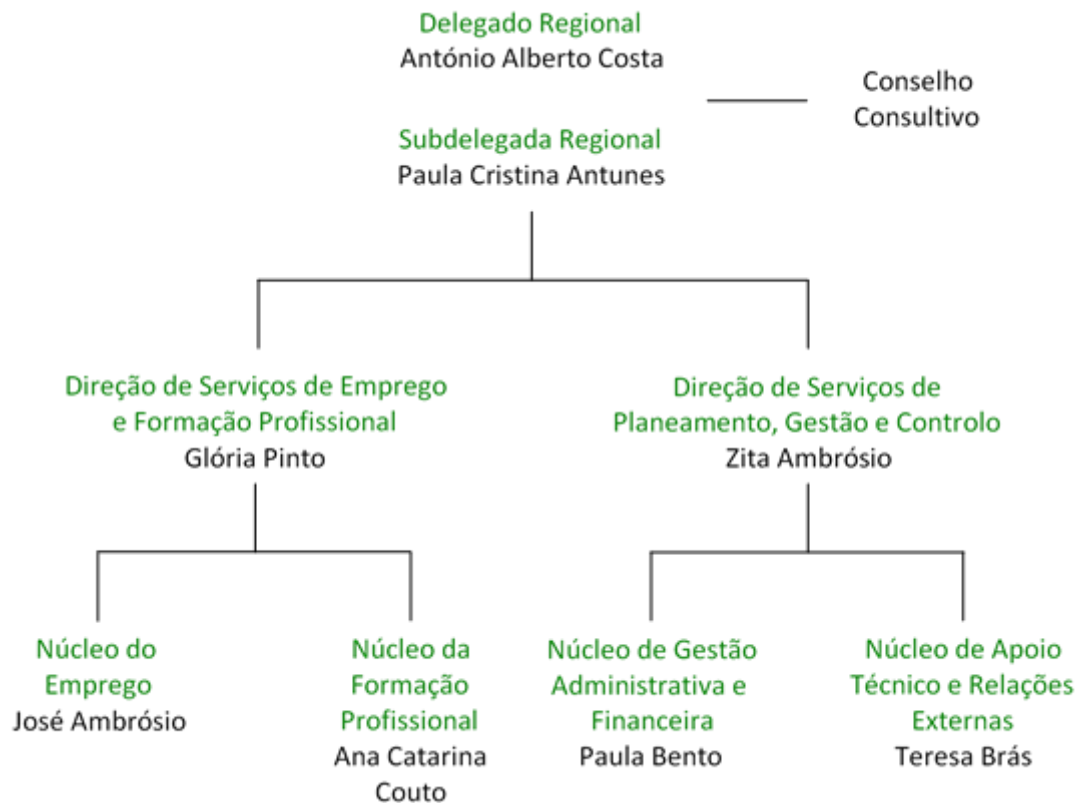 Delegado Regional
António Alberto Costa
Conselho
Consultivo
Subdelegada Regional
Paula Cristina Antunes
Direção de Serviços de Emprego
e Formação Profissional
Glória Pinto
Direção de Serviços de
Planeamento, Gestão e Controlo
Zita Ambrósio
Núcleo do
Emprego
José Ambrósio
Núcleo da
Formação
Profissional
Ana Catarina
Couto
Núcleo de Gestão
Administrativa e
Financeira
Paula Bento
Núcleo de Apoio
Técnico e Relações
Externas
Teresa Brás